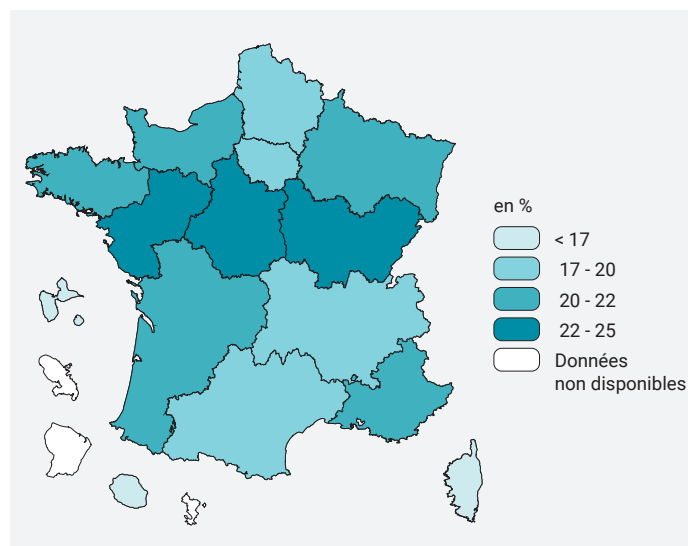 en %
< 17
17 - 20
20 - 22
22 - 25
Données
non disponibles